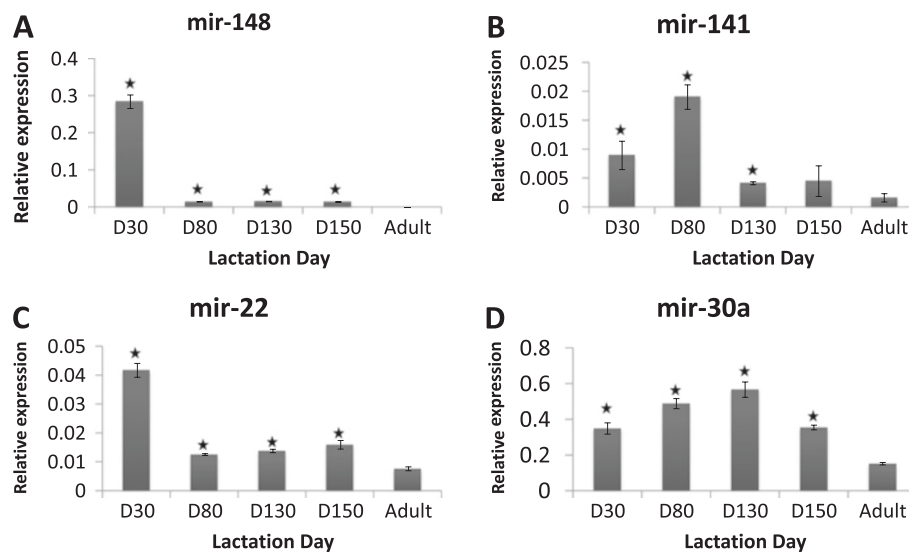 A
mir-148
Relative expression
0.4
0.3
0.2
0.1
0
D30 D80 D130 D150 Adult
Lactation Day
B
mir-141
Relative expression
0.025
0.02
0.015
0.01
0.005
0
D30 D80 D130 D150 Adult
Lactation Day
C
mir-22
Relative expression
0.05
0.04
0.03
0.02
0.01
0
D30 D80 D130 D150 Adult
Lactation Day
D
mir-30a
Relative expression
0.8
0.6
0.4
0.2
0
D30 D80 D130 D150 Adult
Lactation Day